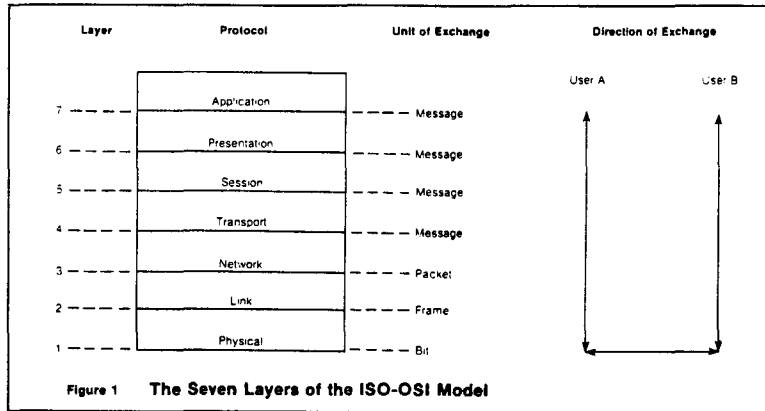 Layer Protocol Unit of Exchange Direction of Exchange
User A User B
Application
7 Message
Presentation
6 Message
Session
5 Message
Transport
4 Message
Network
3 Packet
Link
2 Frame
Physical
1 Bit
Figure 1 The Seven Layers of the ISO-OSI Model